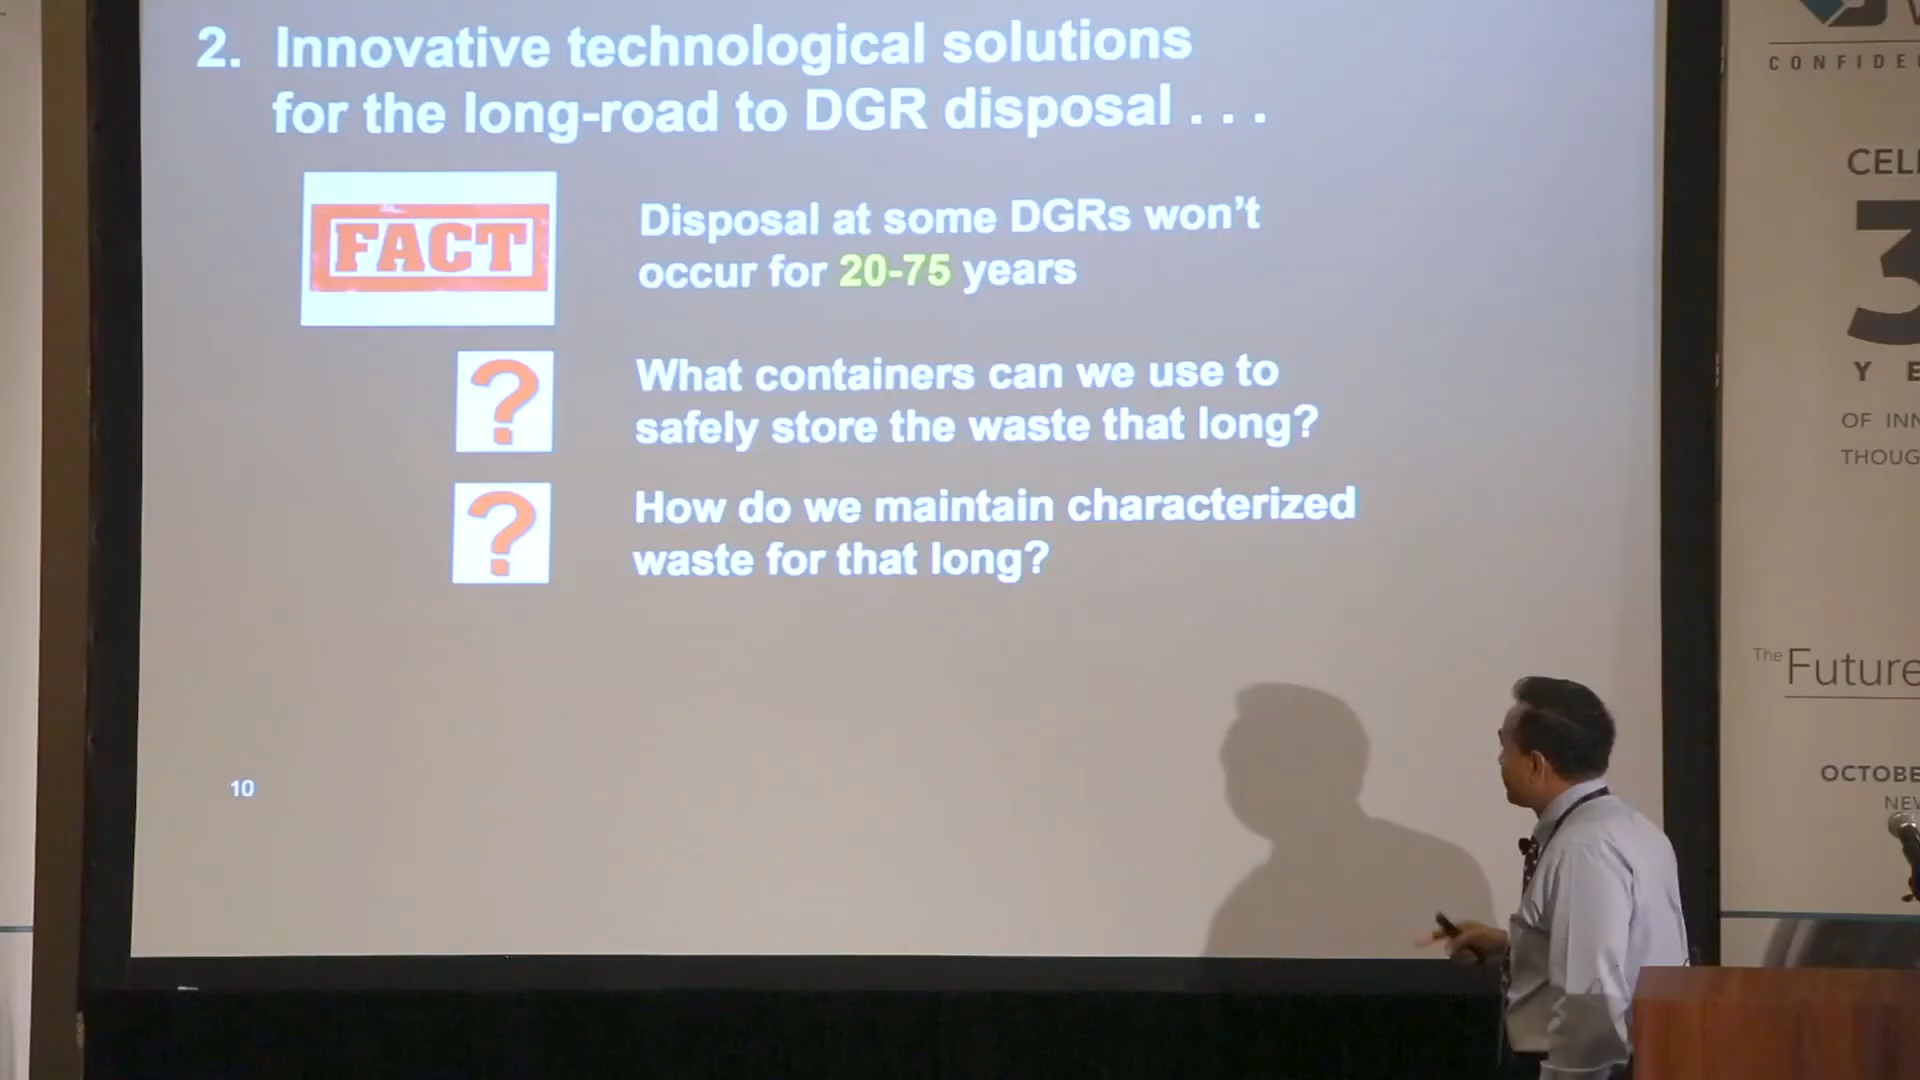 2. Innovative technological solutions
for the long-road to DGR disposal . . .
FACT
Disposal at some DGRs won't
occur for 20-75 years
?
What containers can we use to
safely store the waste that long?
?
How do we maintain characterized
waste for that long?
10
CONFIDE
CEL
3
Y E
OF INN
THOUG
The Future
OCTOBE
NEV